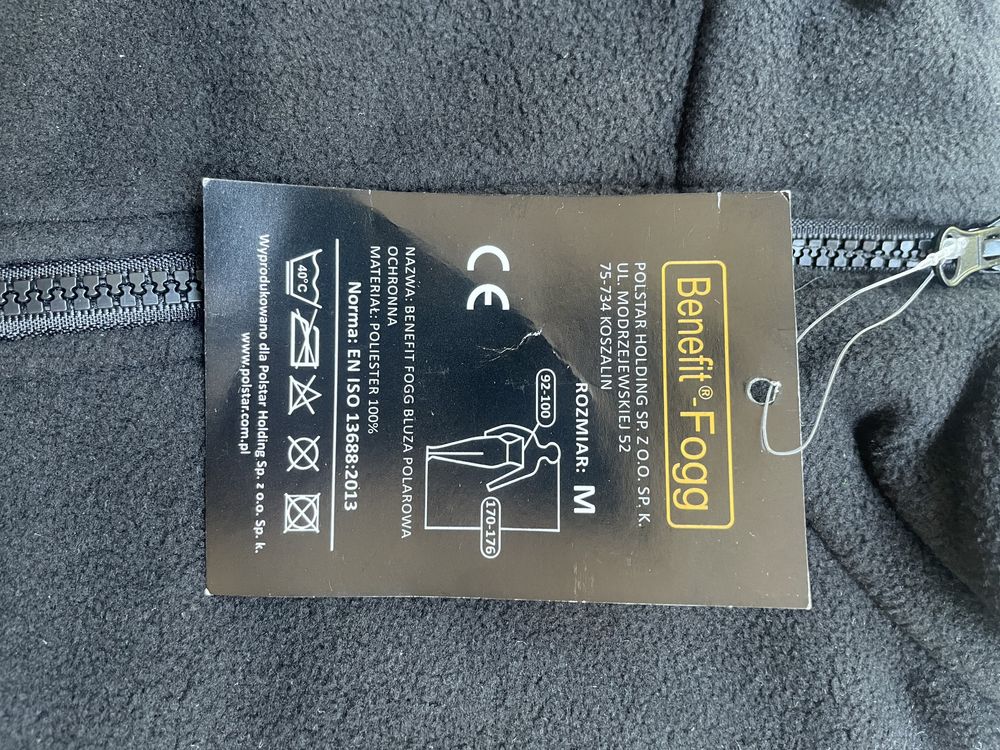 Benefit®-Fogg
POLSTAR HOLDING SP. Z O.O. SP. K.
UL. MODRZEJEWSKIEJ 52
75-734 KOSZALIN
CE
ROZMIAR: M
92-100
170-176
NAZWA: BENEFIT FOGG BLUZA POLAROWA
OCHRONNA
MATERIAŁ: POLIESTER 100%
Norma: EN ISO 13688:2013
40°C
Wyprodukowano dla Polstar Holding Sp. z o.o. Sp. k.
www.polstar.com.pl